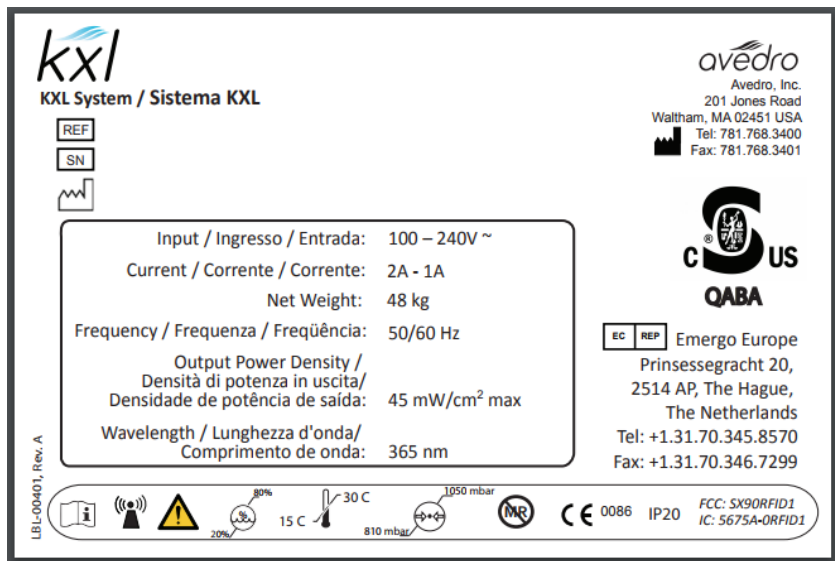 kxl
KXL System / Sistema KXL
REF
SN
avedro
Avedro, Inc.
201 Jones Road
Waltham, MA 02451 USA
Tel: 781.768.3400
Fax: 781.768.3401
Input / Ingresso / Entrada: 100 – 240V ~
Current / Corrente / Corrente: 2A - 1A
Net Weight: 48 kg
Frequency / Frequenza / Freqüência: 50/60 Hz
Output Power Density /
Densità di potenza in uscita/
Densidade de potência de saída: 45 mW/cm² max
Wavelength / Lunghezza d'onda/
Comprimento de onda: 365 nm
® C S US
QABA
EC REP Emergo Europe
Prinsessegracht 20,
2514 AP, The Hague,
The Netherlands
Tel: +1.31.70.345.8570
Fax: +1.31.70.346.7299
LBL-00401, Rev. A
i
80%
%
20%
30 C
15 C
1050 mbar
810 mbar
MR
CE 0086
IP20
FCC: SX90RFID1
IC: 5675A-0RFID1